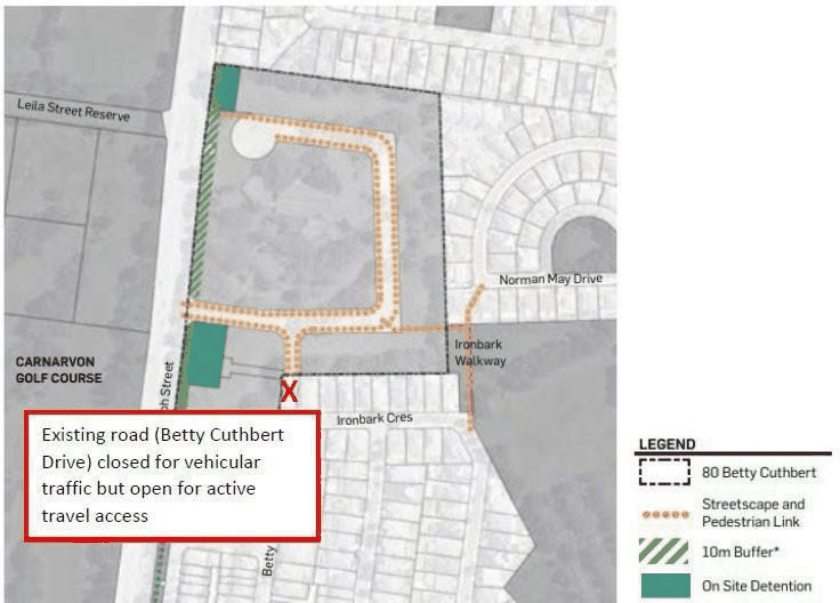 Leila Street Reserve
Norman May Drive
Ironbark
Walkway
CARNARVON
GOLF COURSE
ph Street
X
Ironbark Cres
Existing road (Betty Cuthbert
Drive) closed for vehicular
traffic but open for active
travel access
Betty
LEGEND
80 Betty Cuthbert
Streetscape and
Pedestrian Link
10m Buffer*
On Site Detention